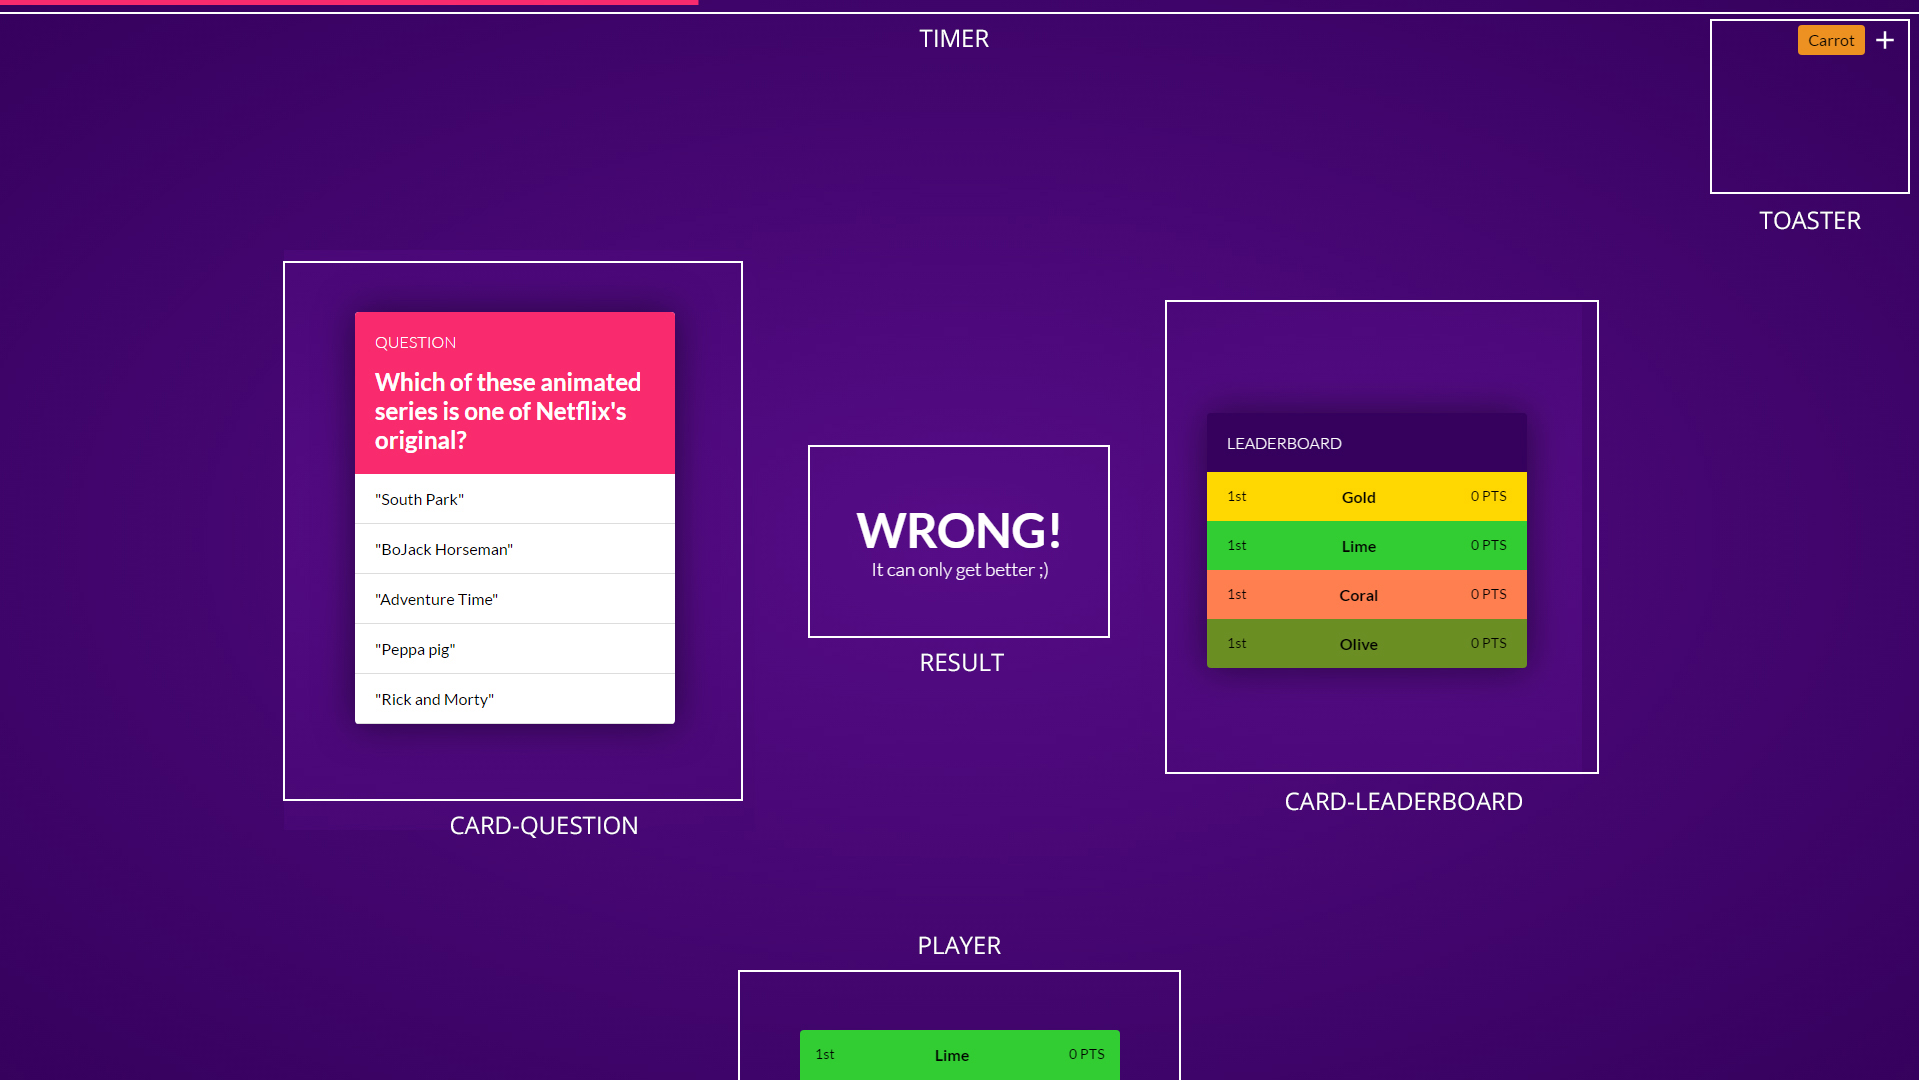 TIMER
Carrot +
TOASTER
QUESTION
Which of these animated
series is one of Netflix's
original?
"South Park"
"BoJack Horseman"
"Adventure Time"
"Peppa pig"
"Rick and Morty"
CARD-QUESTION
WRONG!
It can only get better ;)
RESULT
LEADERBOARD
1st Gold 0 PTS
1st Lime 0 PTS
1st Coral 0 PTS
1st Olive 0 PTS
CARD-LEADERBOARD
PLAYER
1st Lime 0 PTS